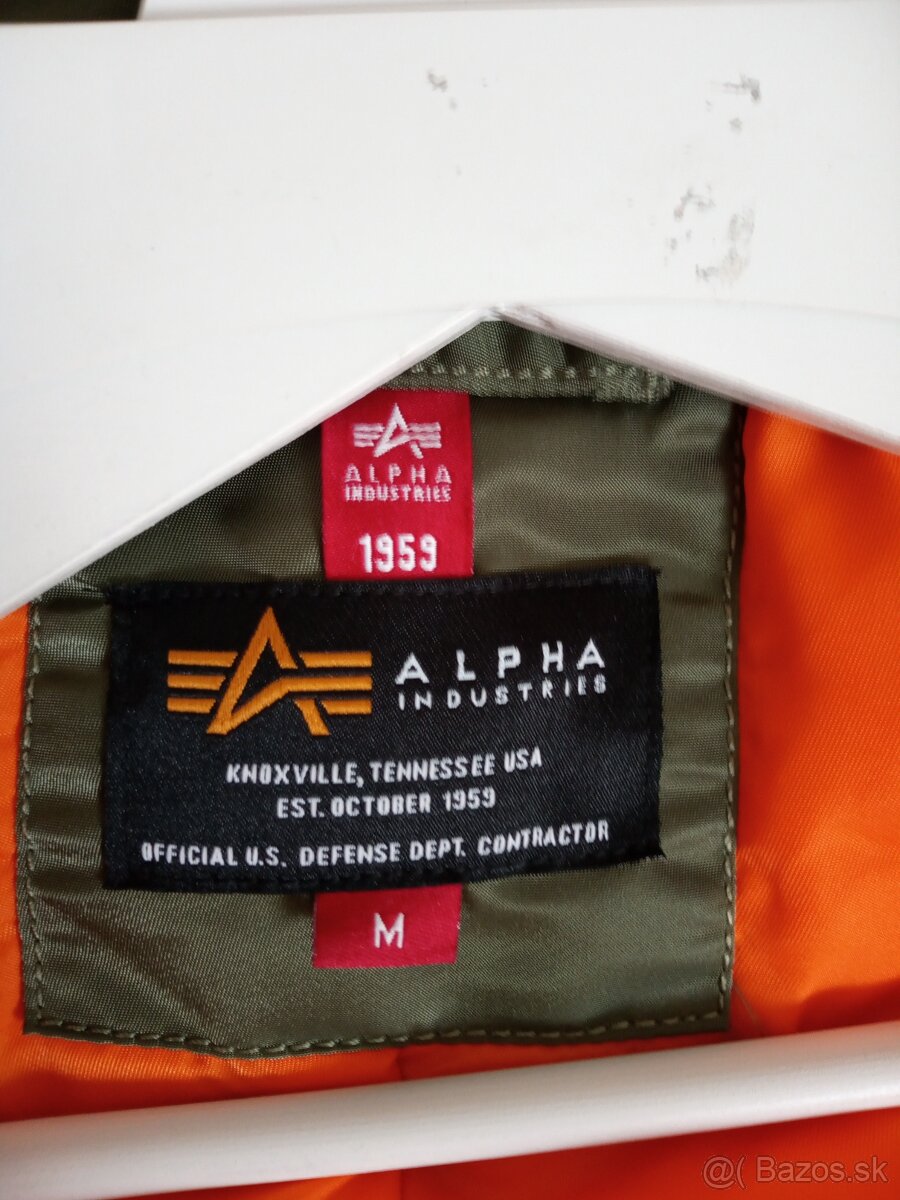 ALPHA
INDUSTRIES
1959
ALPHA
INDUSTRIES
KNOXVILLE, TENNESSEE USA
EST. OCTOBER 1959
OFFICIAL U.S. DEFENSE DEPT. CONTRACTOR
M
@( Bazos.sk